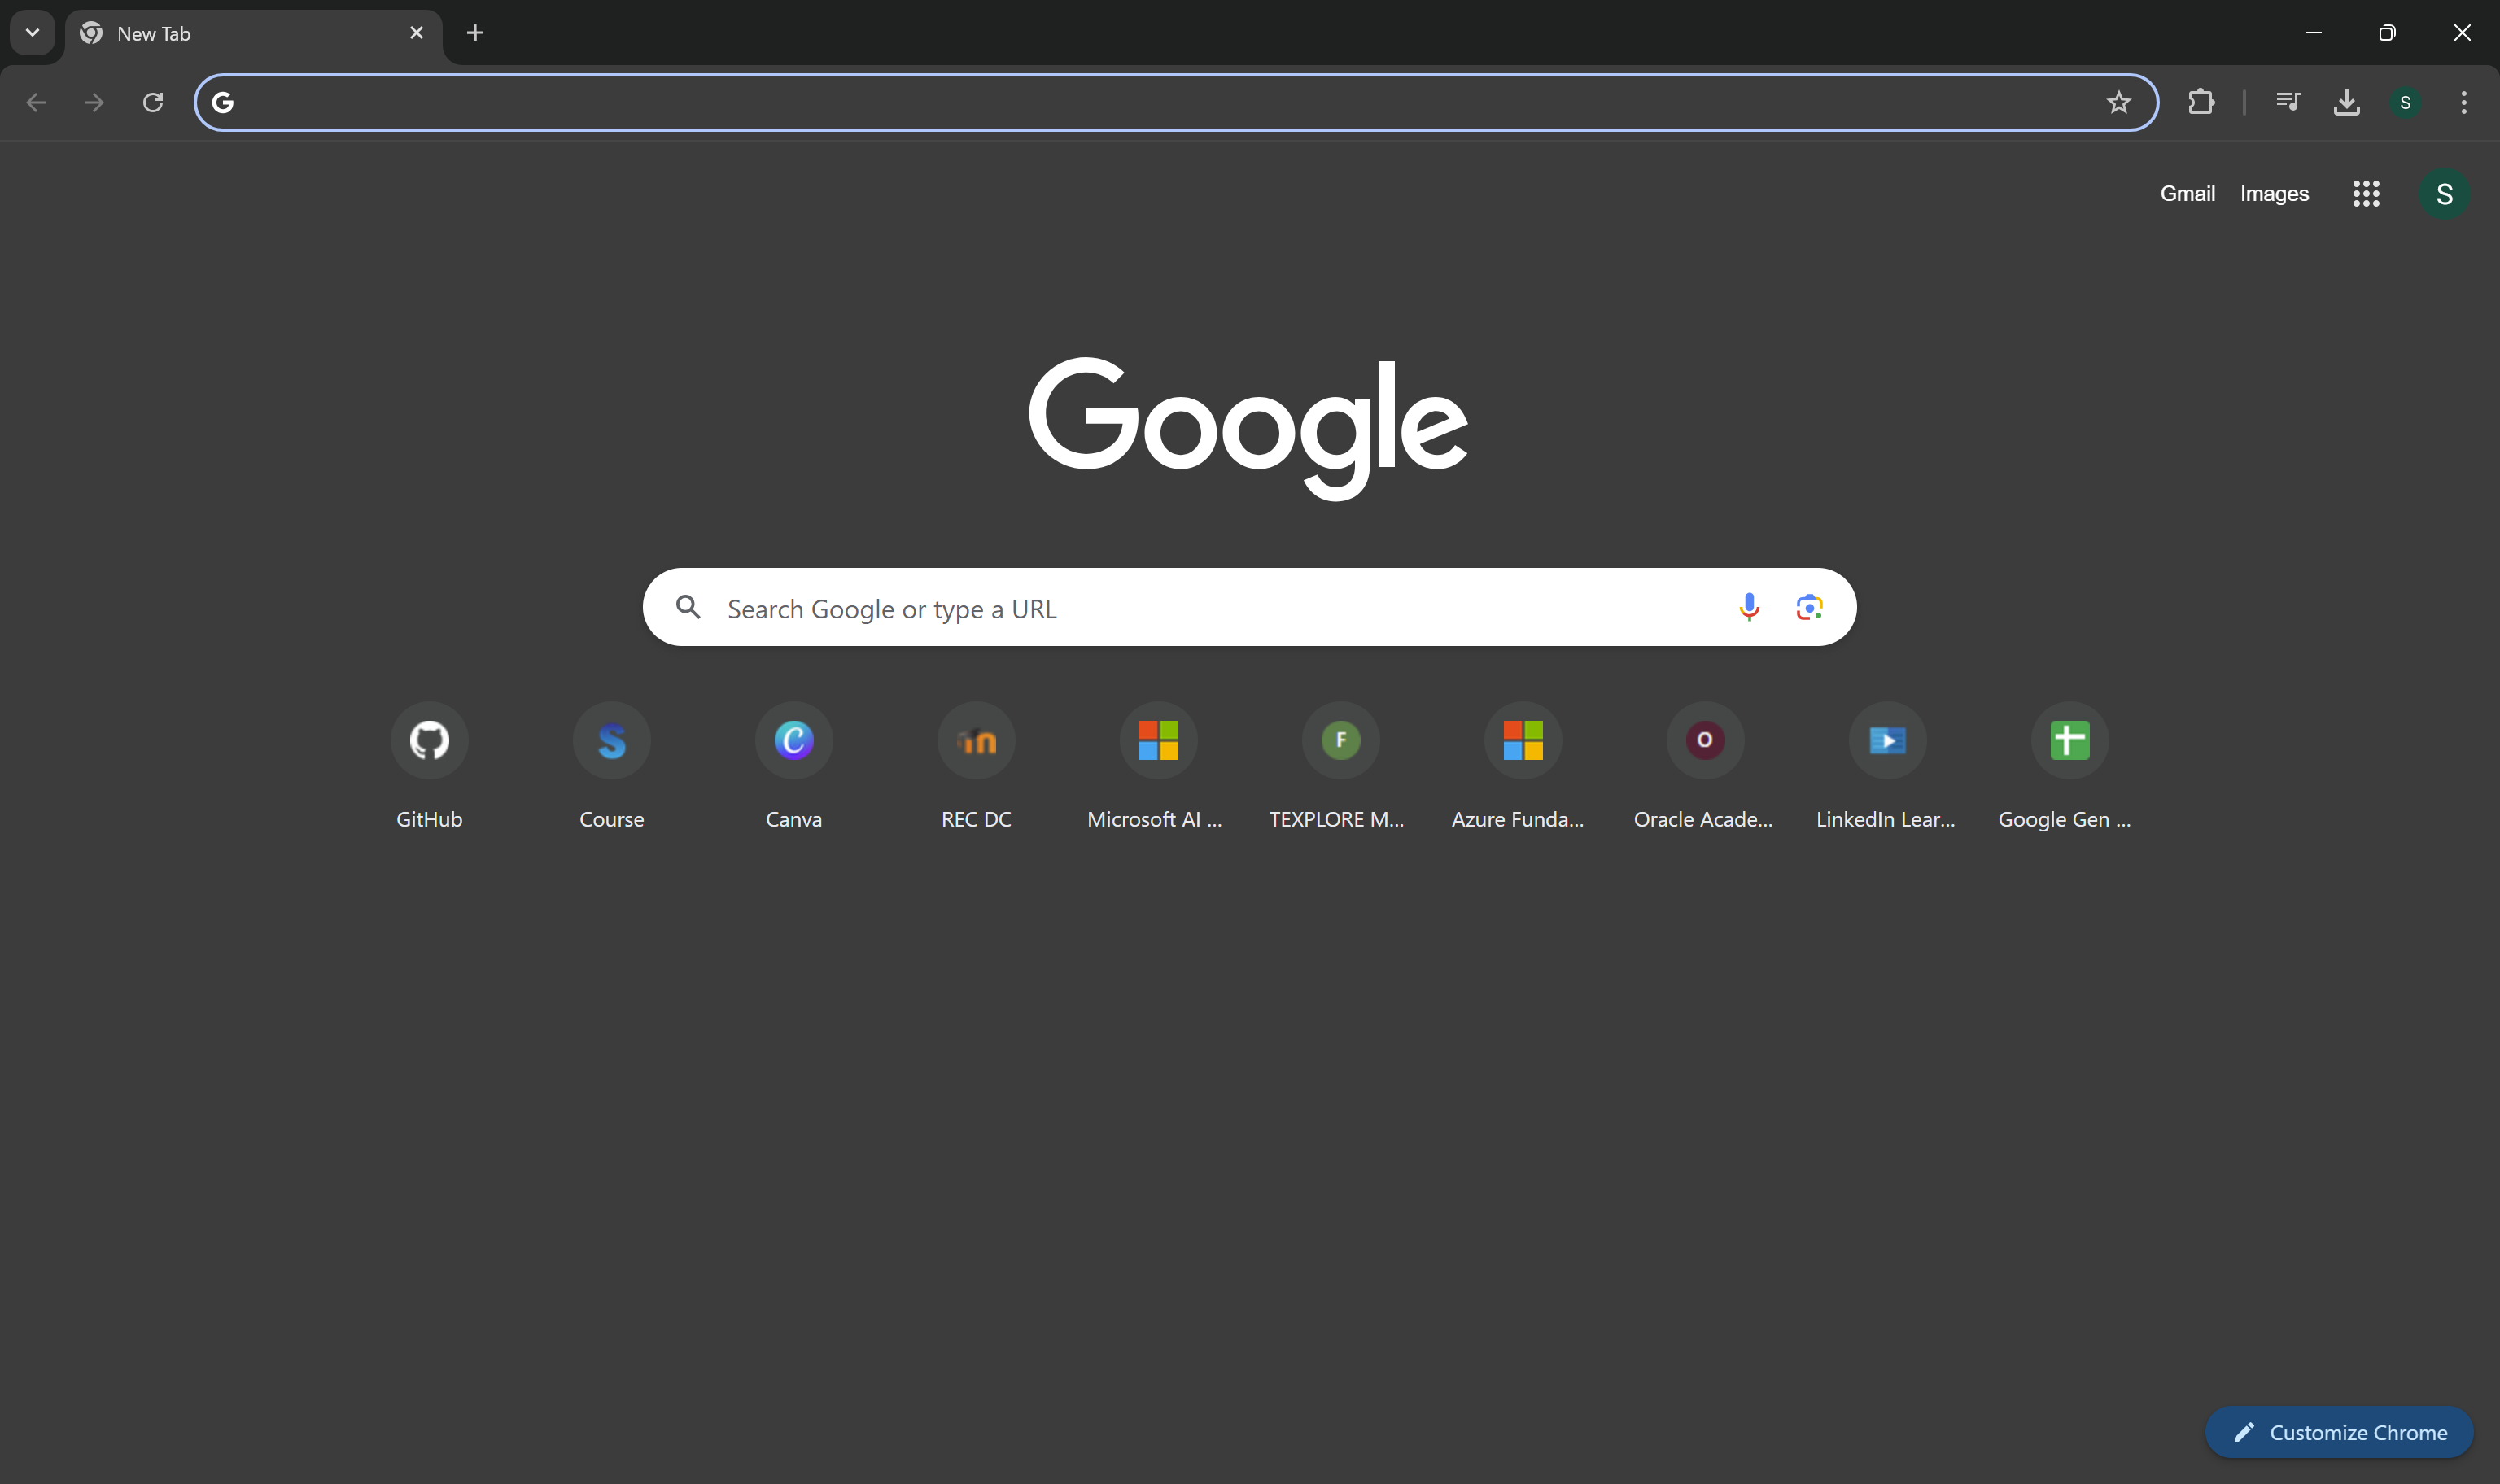 New Tab
G
S
Gmail Images
S
Google
Search Google or type a URL
F
O
GitHub Course Canva REC DC Microsoft AI ... TEXPLORE M... Azure Funda... Oracle Acade... LinkedIn Lear... Google Gen ...
Customize Chrome